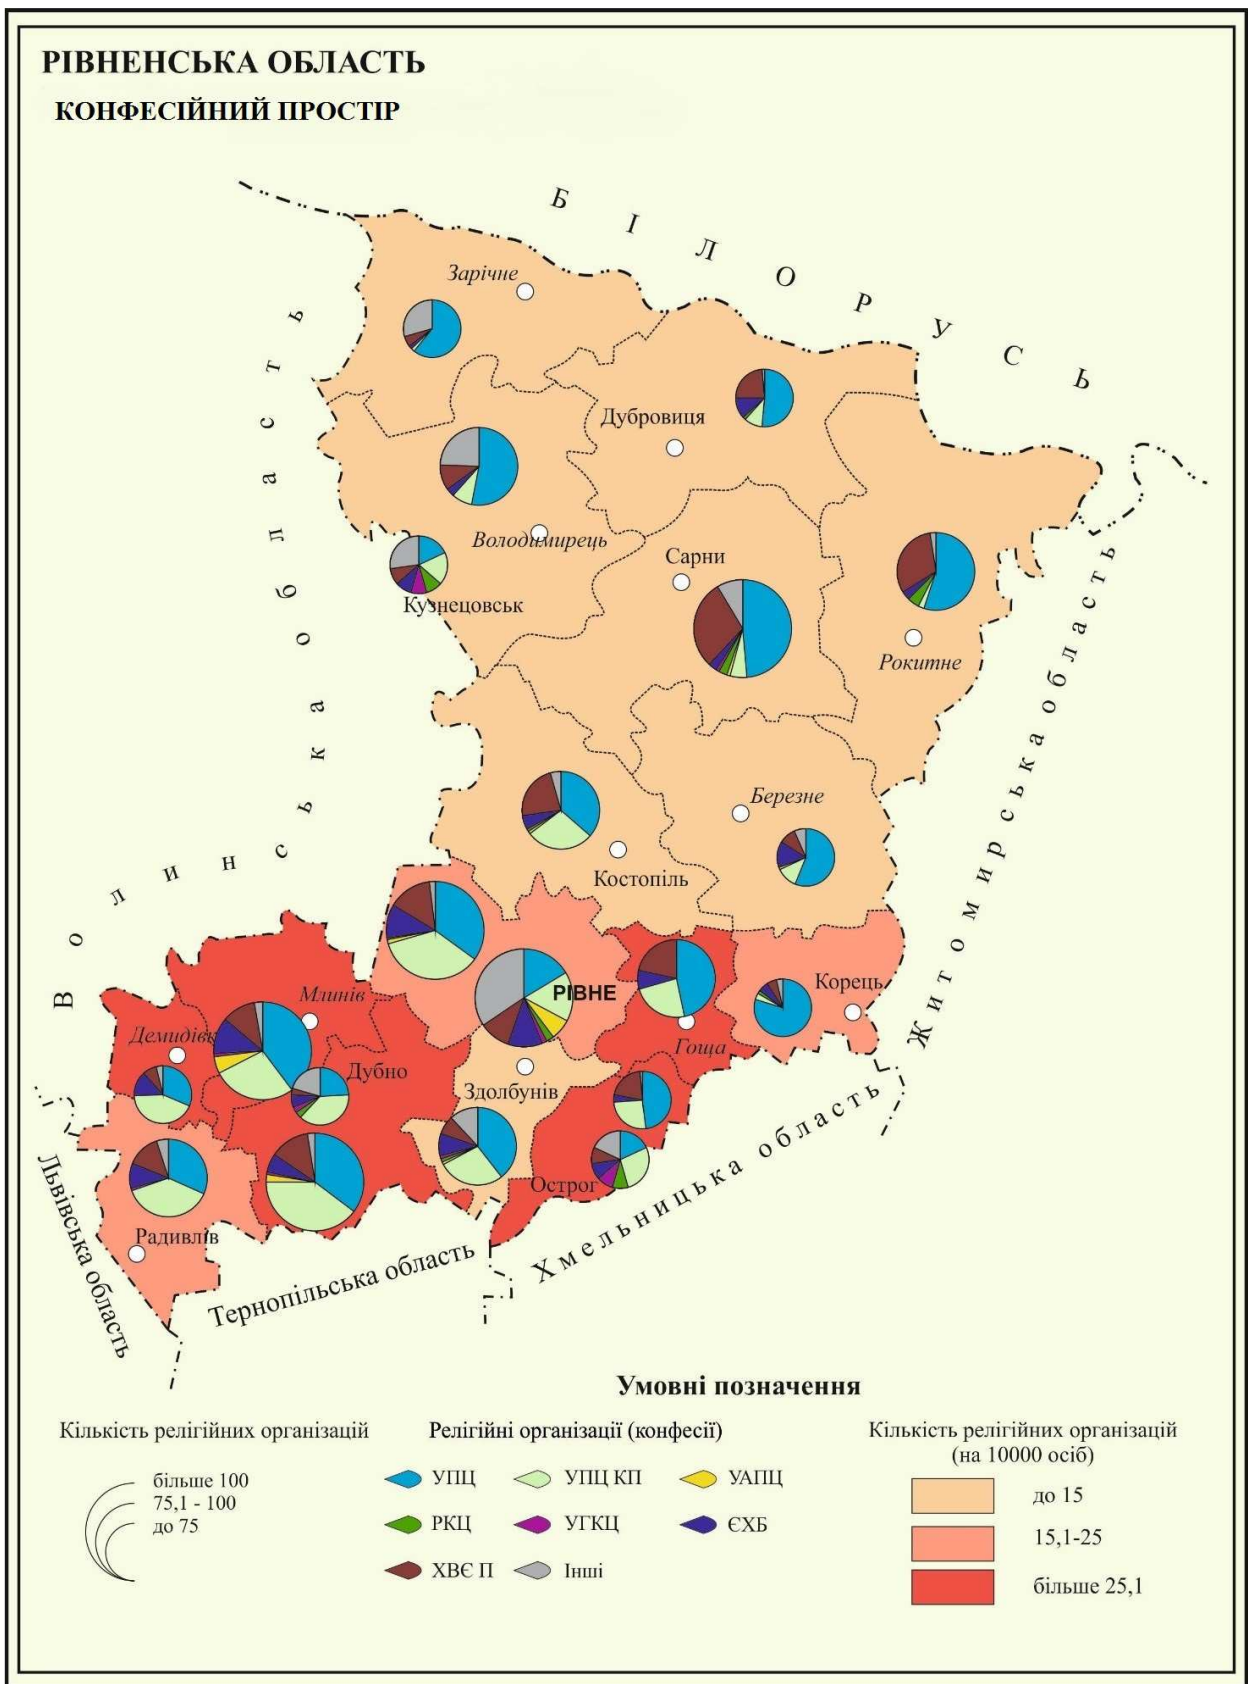 РІВНЕНСЬКА ОБЛАСТЬ
КОНФЕСІЙНИЙ ПРОСТІР
БІЛОРУСЬ
Зарічне
Дубровиця
Володимирець
Кузнецовськ
Сарни
Рокитне
Волинська область
Житомирська область
Березне
Костопіль
Млинів
РІВНЕ
Корець
Демидівк
Гоща
Дубно
Здолбунів
Острог
Радивлів
Львівська область
Тернопільська область
Хмельницька область
Умовні позначення
Кількість релігійних організацій
більше 100
75,1 - 100
до 75
Релігійні організації (конфесії)
УПЦ
УПЦ КП
УАПЦ
РКЦ
УГКЦ
ЄХБ
ХВЄ П
Інші
Кількість релігійних організацій
(на 10000 осіб)
до 15
15,1-25
більше 25,1